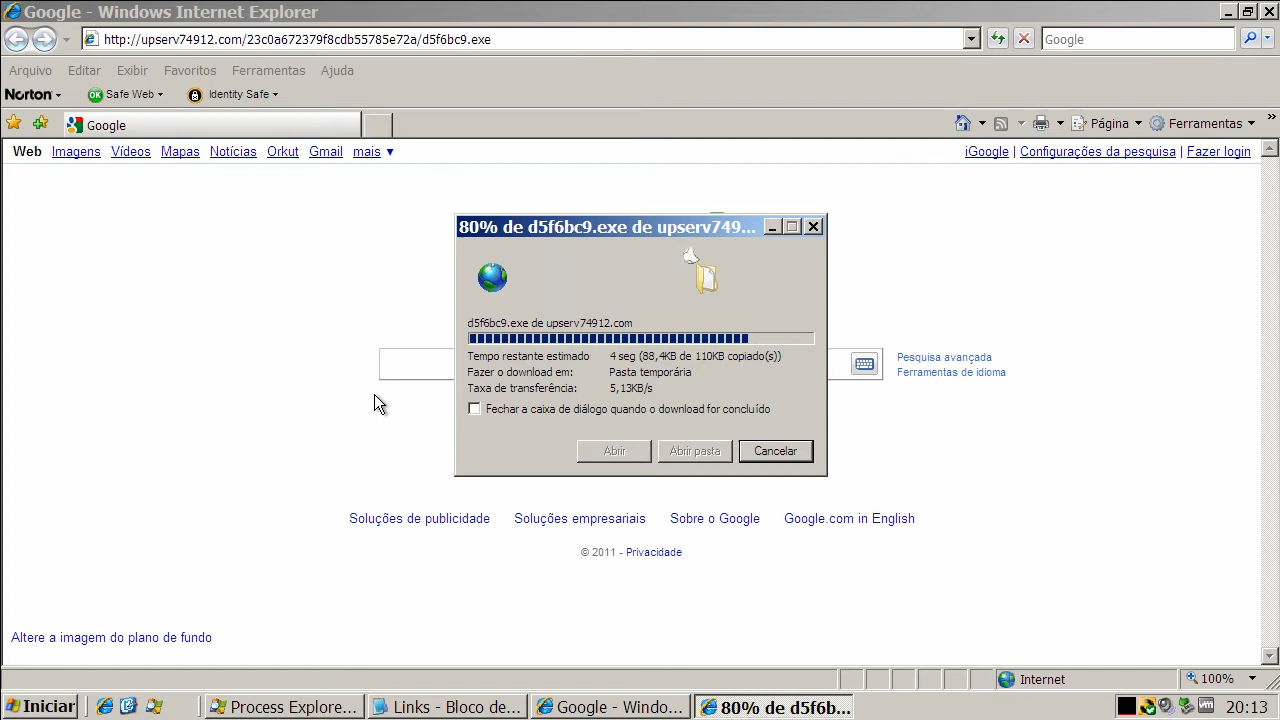 Google - Windows Internet Explorer
http://upserv74912.com/23c0a672379f8cdb55785e72a/d5f6bc9.exe
Google
Arquivo Editar Exibir Favoritos Ferramentas Ajuda
Norton OK Safe Web Identity Safe
Google
Página Ferramentas »
Web Imagens Vídeos Mapas Notícias Orkut Gmail mais ▼
iGoogle | Configurações da pesquisa | Fazer login
80% de d5f6bc9.exe de upserv749...
d5f6bc9.exe de upserv74912.com
Tempo restante estimado 4 seg (88,4KB de 110KB copiado(s))
Fazer o download em: Pasta temporária
Taxa de transferência: 5,13KB/s
Fechar a caixa de diálogo quando o download for concluído
Abrir Abrir pasta Cancelar
Pesquisa avançada
Ferramentas de idioma
Soluções de publicidade Soluções empresariais Sobre o Google Google.com in English
© 2011 - Privacidade
Altere a imagem do plano de fundo
Internet 100%
Iniciar Process Explore... Links - Bloco de... Google - Windo... 80% de d5f6b... 20:13